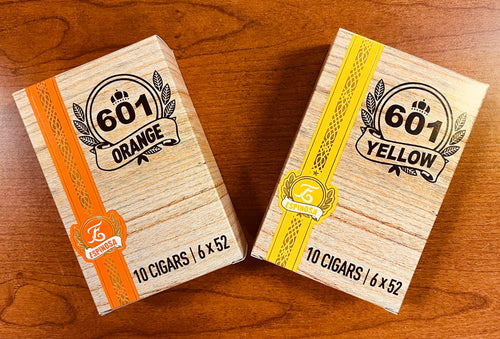 601
ORANGE
E
ESPINOSA
10 CIGARS | 6 x 52
601
YELLOW
E
ESPINOSA
10 CIGARS | 6 x 52